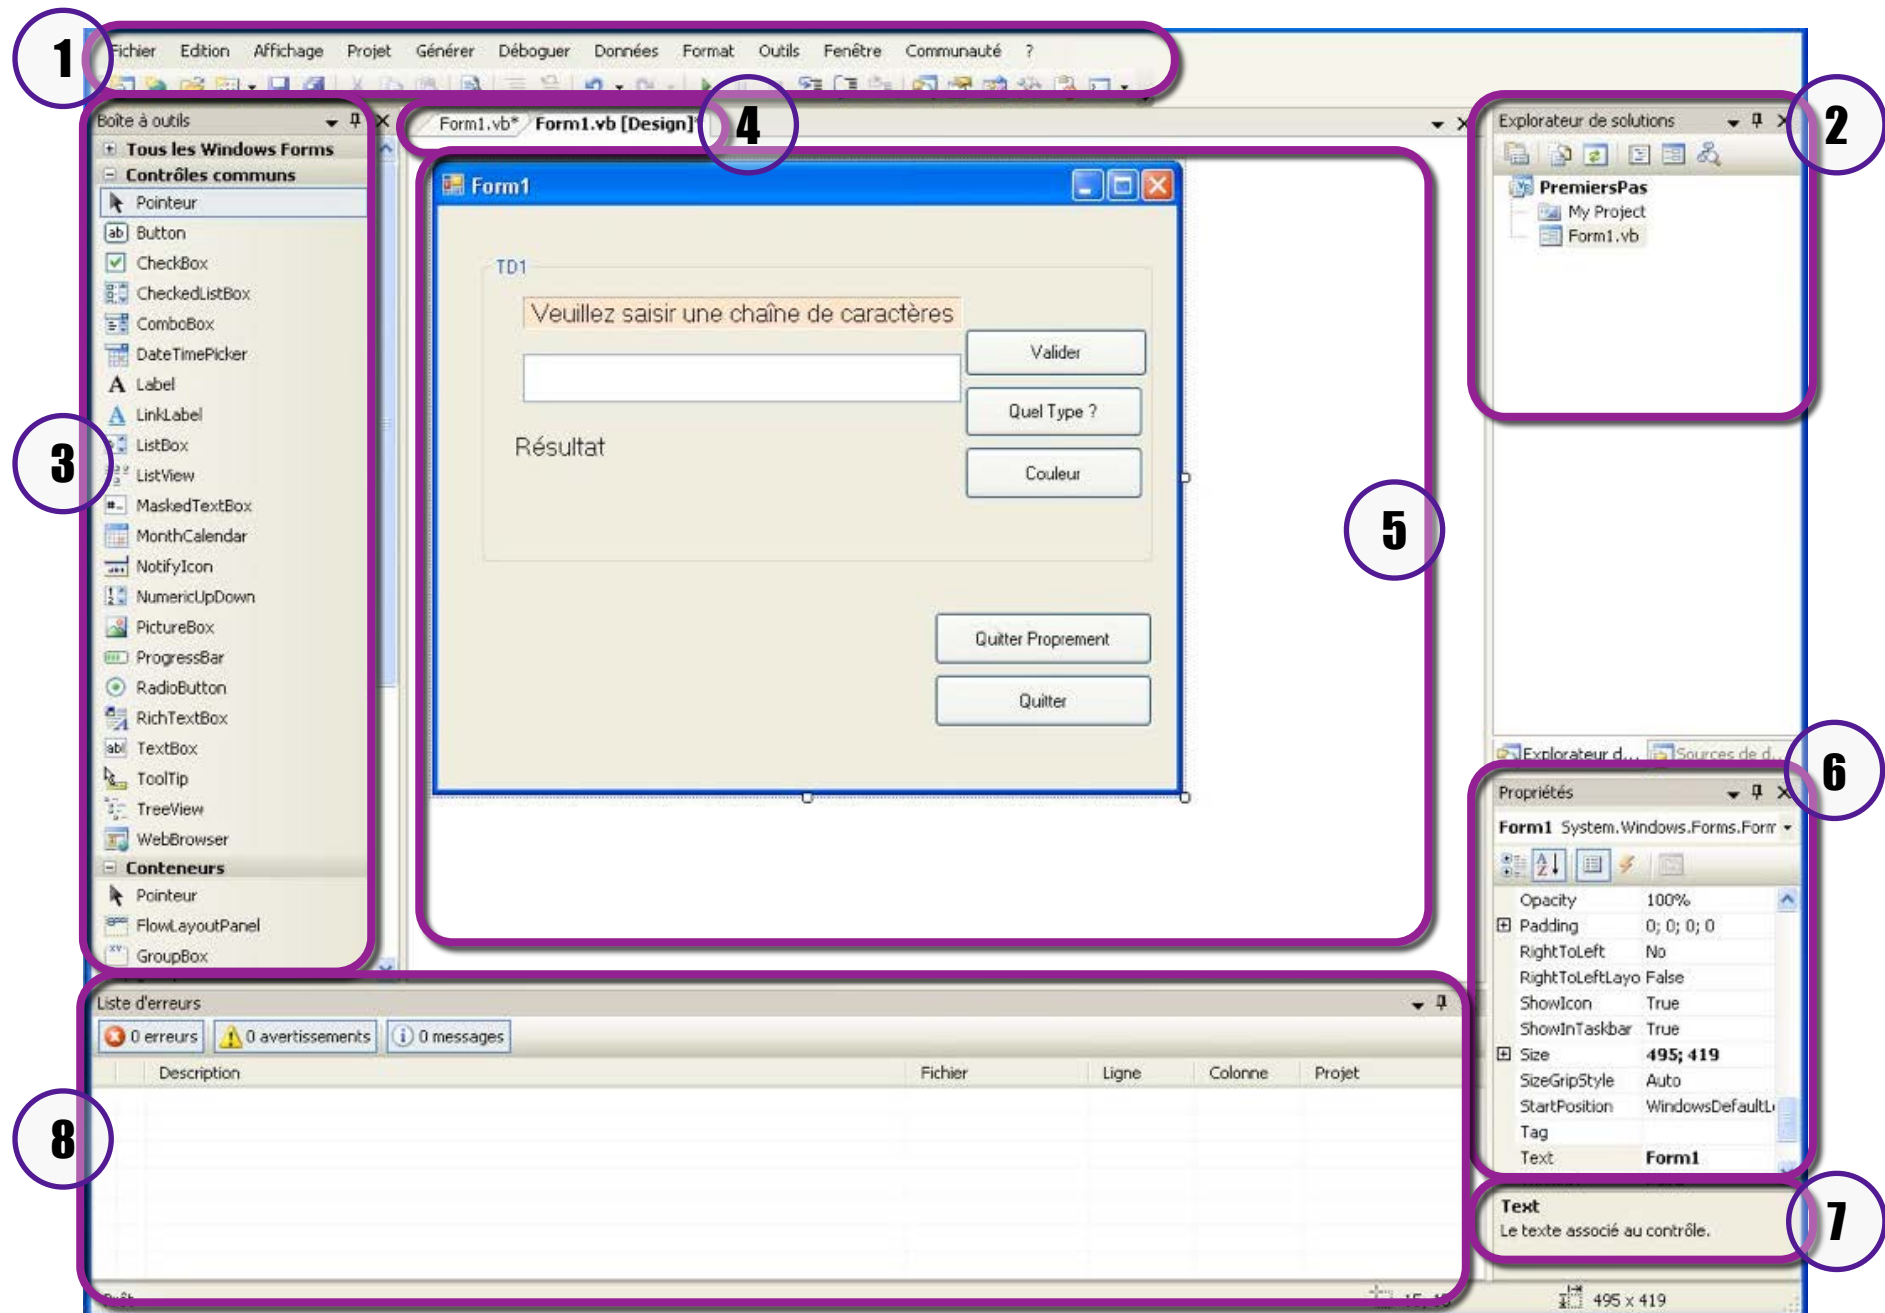 1
Fichier Edition Affichage Projet Générer Déboguer Données Format Outils Fenêtre Communauté ?
Boîte à outils
3
Tous les Windows Forms
Contrôles communs
Pointeur
Button
CheckBox
CheckedListBox
ComboBox
DateTimePicker
A Label
A LinkLabel
ListBox
ListView
MaskedTextBox
MonthCalendar
NotifyIcon
NumericUpDown
PictureBox
ProgressBar
RadioButton
RichTextBox
TextBox
ToolTip
TreeView
WebBrowser
Conteneurs
Pointeur
FlowLayoutPanel
GroupBox
Form1.vb* Form1.vb [Design]*
4
Form1
TD1
Veuillez saisir une chaîne de caractères
Valider
Quel Type ?
Couleur
Résultat
Quitter Proprement
Quitter
5
Explorateur de solutions
2
PremiersPas
My Project
Form1.vb
Explorateur d... Sources de d...
6
Propriétés
Form1 System.Windows.Forms.Form
Opacity 100%
Padding 0; 0; 0; 0
RightToLeft No
RightToLeftLayo False
ShowIcon True
ShowInTaskbar True
Size 495; 419
SizeGripStyle Auto
StartPosition WindowsDefaultL
Tag
Text Form1
Text
Le texte associé au contrôle.
7
Liste d'erreurs
0 erreurs 0 avertissements 0 messages
Description Fichier Ligne Colonne Projet
8
495 x 419